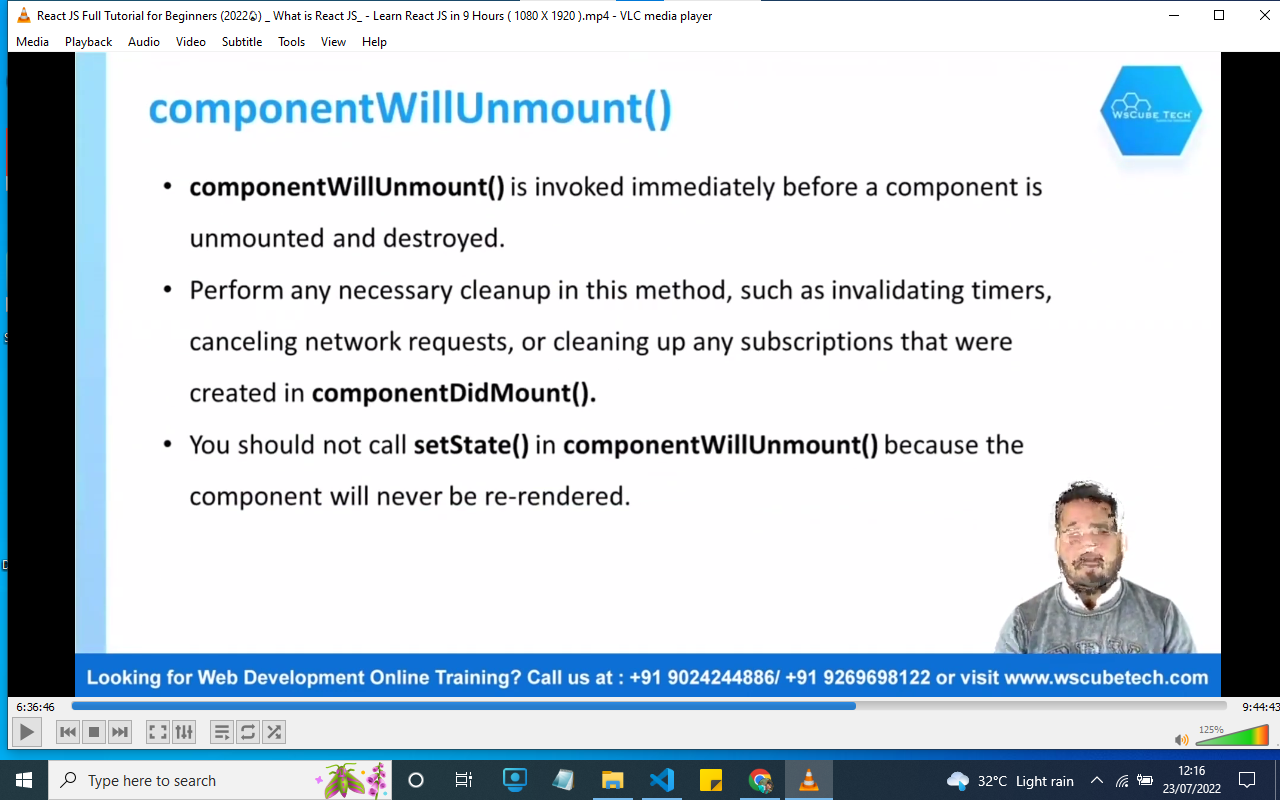 React JS Full Tutorial for Beginners (2022🔥) _ What is React JS_ - Learn React JS in 9 Hours ( 1080 X 1920 ).mp4 - VLC media player
Media Playback Audio Video Subtitle Tools View Help
componentWillUnmount()
WsCube Tech
• componentWillUnmount() is invoked immediately before a component is
unmounted and destroyed.
• Perform any necessary cleanup in this method, such as invalidating timers,
canceling network requests, or cleaning up any subscriptions that were
created in componentDidMount().
• You should not call setState() in componentWillUnmount() because the
component will never be re-rendered.
Looking for Web Development Online Training? Call us at : +91 9024244886/ +91 9269698122 or visit www.wscubetech.com
6:36:46 9:44:43
125%
Type here to search
32°C Light rain
12:16
23/07/2022